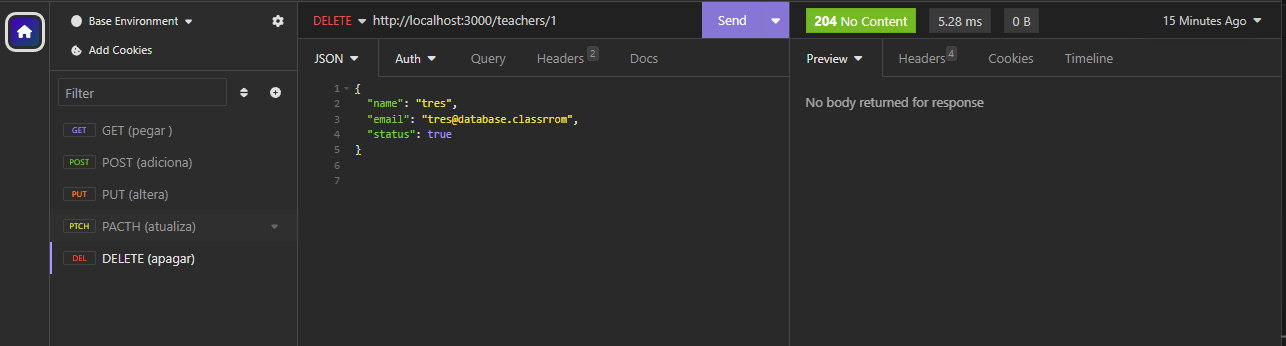 Base Environment
Add Cookies
Filter
GET GET (pegar )
POST POST (adiciona)
PUT PUT (altera)
PTCH PACTH (atualiza)
DEL DELETE (apagar)
DELETE http://localhost:3000/teachers/1 Send
JSON Auth Query Headers 2 Docs
1 {
2 "name": "tres",
3 "email": "tres@database.classrrom",
4 "status": true
5 }
6
7
204 No Content 5.28 ms 0 B 15 Minutes Ago
Preview Headers 4 Cookies Timeline
No body returned for response